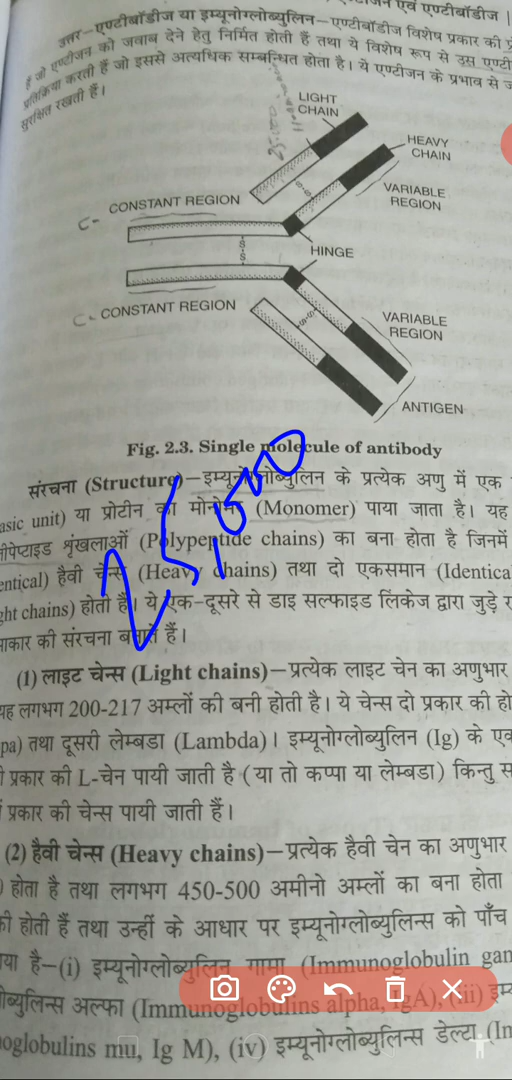 एवं एण्टीबॉडीज |
उत्तर–एण्टीबॉडीज या इम्यूनोग्लोब्युलिन–एण्टीबॉडीज विशेष प्रकार की
हैं जो एण्टीजन को जवाब देने हेतु निर्मित होती हैं तथा ये विशेष रूप से उस
प्रतिक्रिया करती हैं जो इससे अत्यधिक सम्बन्धित होता है। ये एण्टीजन के प्रभाव से
सुरक्षित रखती हैं।
LIGHT CHAIN
HEAVY CHAIN
VARIABLE REGION
C- CONSTANT REGION
S-S
HINGE
S-S
C- CONSTANT REGION
S-S
VARIABLE REGION
ANTIGEN
Fig. 2.3. Single molecule of antibody
25,000
संरचना (Structure)–इम्यूनोग्लोब्युलिन के प्रत्येक अणु में एक
asic unit) या प्रोटीन का मोनोमर (Monomer) पाया जाता है। यह
पेप्टाइड शृंखलाओं (Polypeptide chains) का बना होता है जिनमें
entical) हैवी चेन्स (Heavy chains) तथा दो एकसमान (Identica
ght chains) होती हैं। ये एक-दूसरे से डाइ सल्फाइड लिंकेज द्वारा जुड़े
आकार की संरचना बनाते हैं।
(1) लाइट चेन्स (Light chains)–प्रत्येक लाइट चेन का अणुभार
यह लगभग 200-217 अम्लों की बनी होती है। ये चेन्स दो प्रकार की हो
pa) तथा दूसरी लेम्बडा (Lambda)। इम्यूनोग्लोब्युलिन (Ig) के एक
प्रकार की L-चेन पायी जाती है (या तो कप्पा या लेम्बडा) किन्तु
प्रकार की चेन्स पायी जाती हैं।
(2) हैवी चेन्स (Heavy chains)–प्रत्येक हैवी चेन का अणुभार
) होता है तथा लगभग 450-500 अमीनो अम्लों का बना होता
की होती हैं तथा उन्हीं के आधार पर इम्यूनोग्लोब्युलिन्स को पाँच
या है–(i) इम्यूनोग्लोब्युलिन गामा (Immunoglobulin gam
ोब्युलिन्स अल्फा (Immunoglobulins alpha, IgA), (iii)
oglobulins mu, Ig M), (iv) इम्यूनोग्लोब्युलिन्स डेल्टा (Im